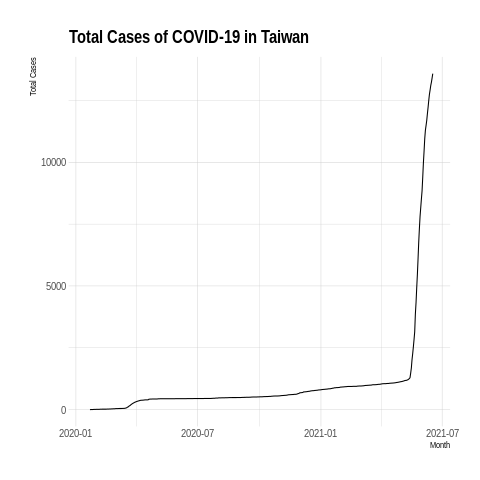 Total Cases of COVID-19 in Taiwan
Total Cases
10000
5000
0
2020-01
2020-07
2021-01
2021-07
Month